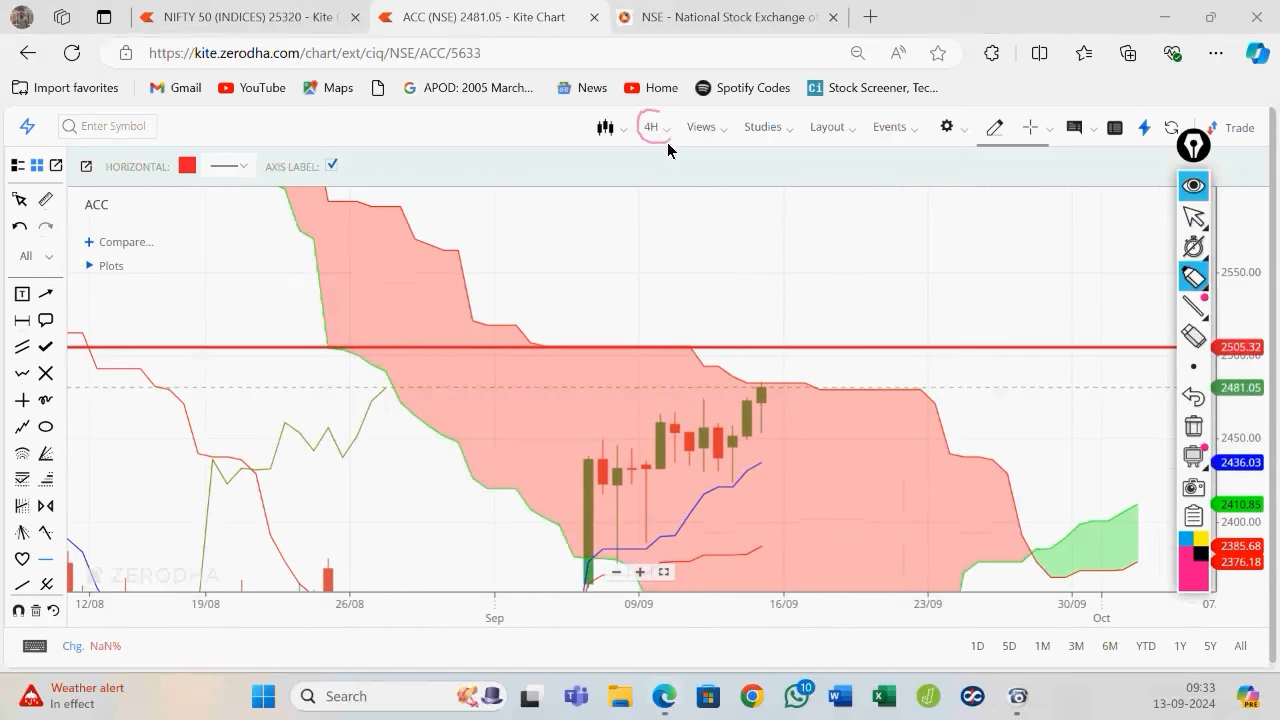 NIFTY 50 (INDICES) 25320 - Kite (
ACC (NSE) 2481.05 - Kite Chart
NSE - National Stock Exchange of
https://kite.zerodha.com/chart/ext/ciq/NSE/ACC/5633
Import favorites
Gmail
YouTube
Maps
APOD: 2005 March...
News
Home
Spotify Codes
Stock Screener, Tec...
Enter Symbol
4H
Views
Studies
Layout
Events
Trade
HORIZONTAL:
AXIS LABEL:
ACC
Compare...
Plots
All
2550.00
2505.32
2500.00
2481.05
2450.00
2436.03
2410.85
2400.00
2385.68
2376.18
ZERODHA
12/08
19/08
26/08
Sep
09/09
16/09
23/09
30/09
Oct
07.
Chg. NaN%
1D
5D
1M
3M
6M
YTD
1Y
5Y
All
Weather alert
In effect
Search
10
09:33
13-09-2024
PRE